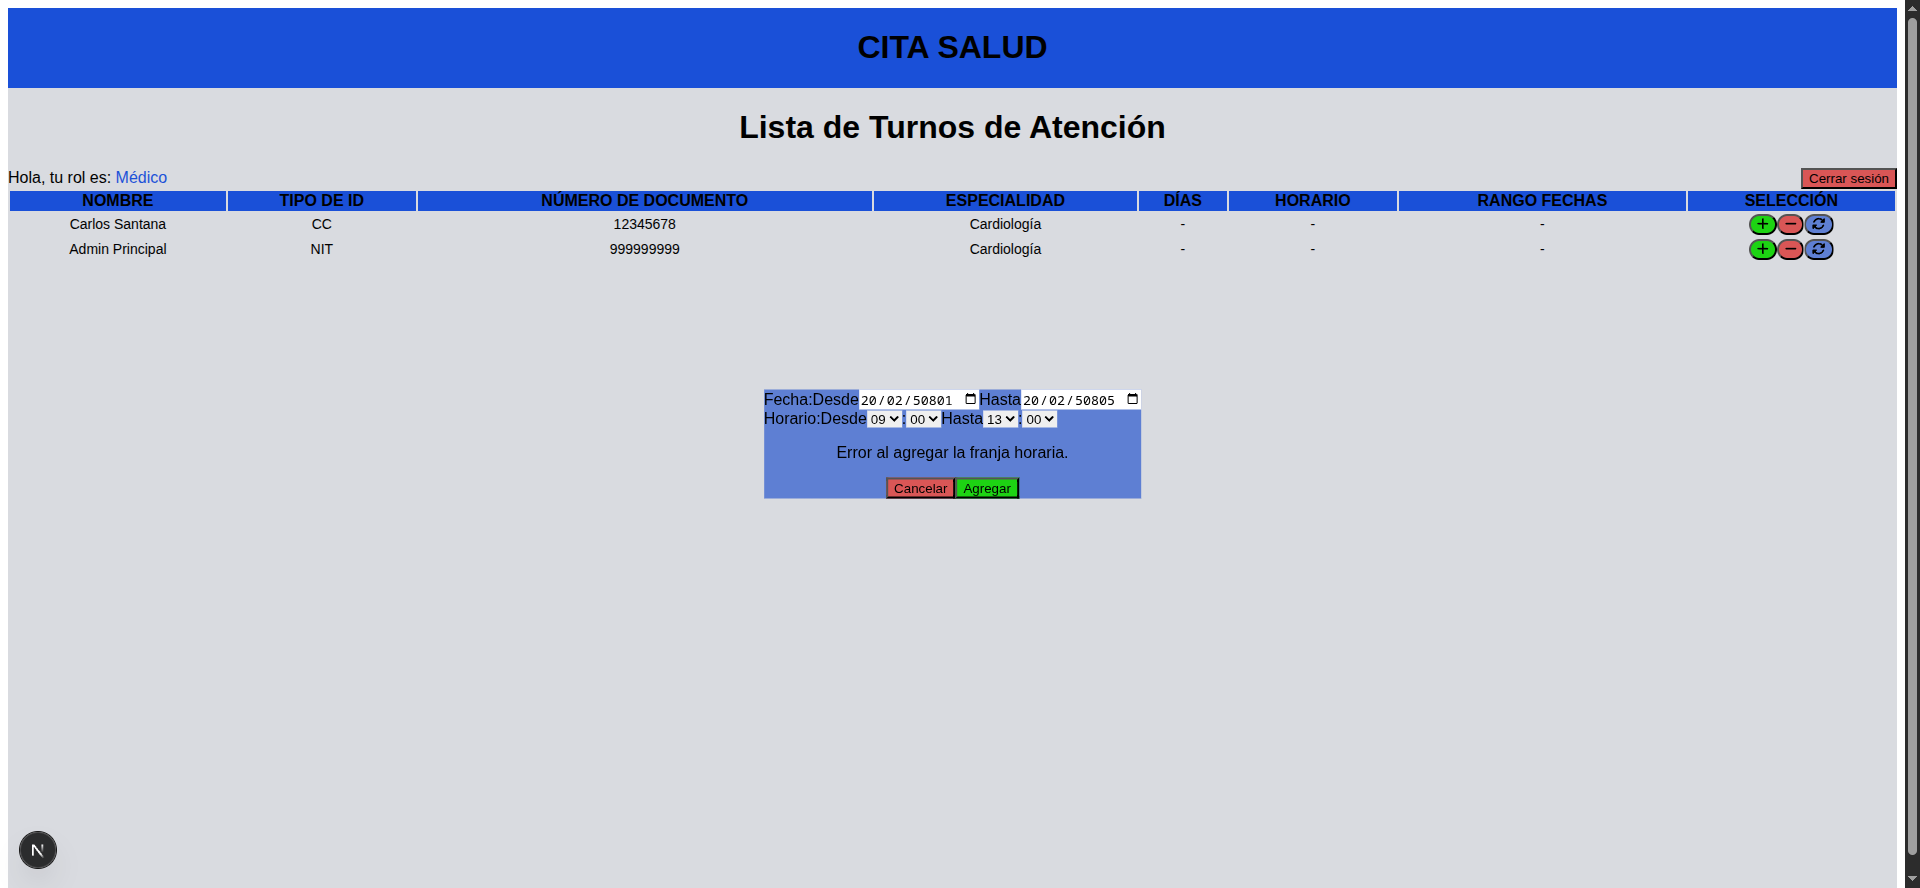 CITA SALUD
Lista de Turnos de Atención
Hola, tu rol es: Médico
Cerrar sesión
NOMBRE TIPO DE ID NÚMERO DE DOCUMENTO ESPECIALIDAD DÍAS HORARIO RANGO FECHAS SELECCIÓN
Carlos Santana CC 12345678 Cardiología - - -
Admin Principal NIT 999999999 Cardiología - - -
Fecha:Desde 20/02/50801 Hasta 20/02/50805
Horario:Desde 09 : 00 Hasta 13 : 00
Error al agregar la franja horaria.
Cancelar Agregar
N